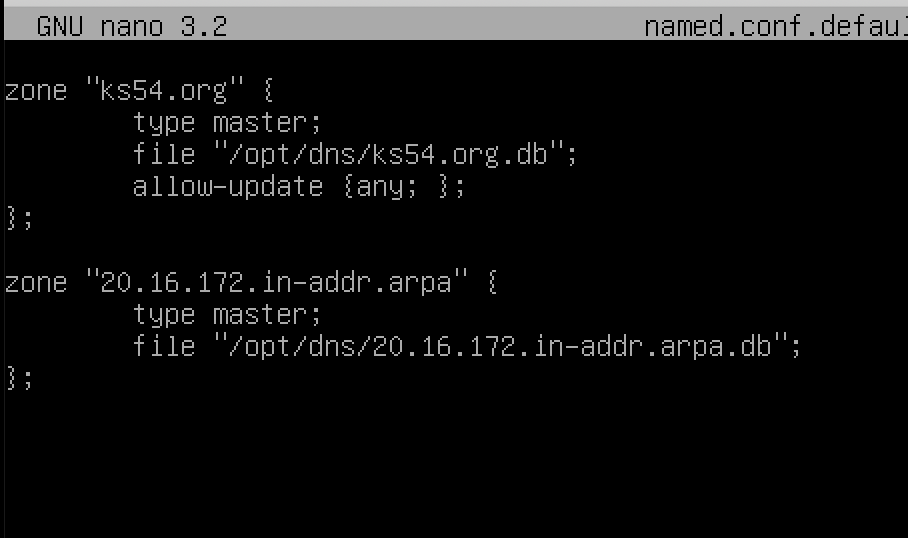 GNU nano 3.2 named.conf.defaul
zone "ks54.org" {
type master;
file "/opt/dns/ks54.org.db";
allow-update {any; };
};
zone "20.16.172.in-addr.arpa" {
type master;
file "/opt/dns/20.16.172.in-addr.arpa.db";
};